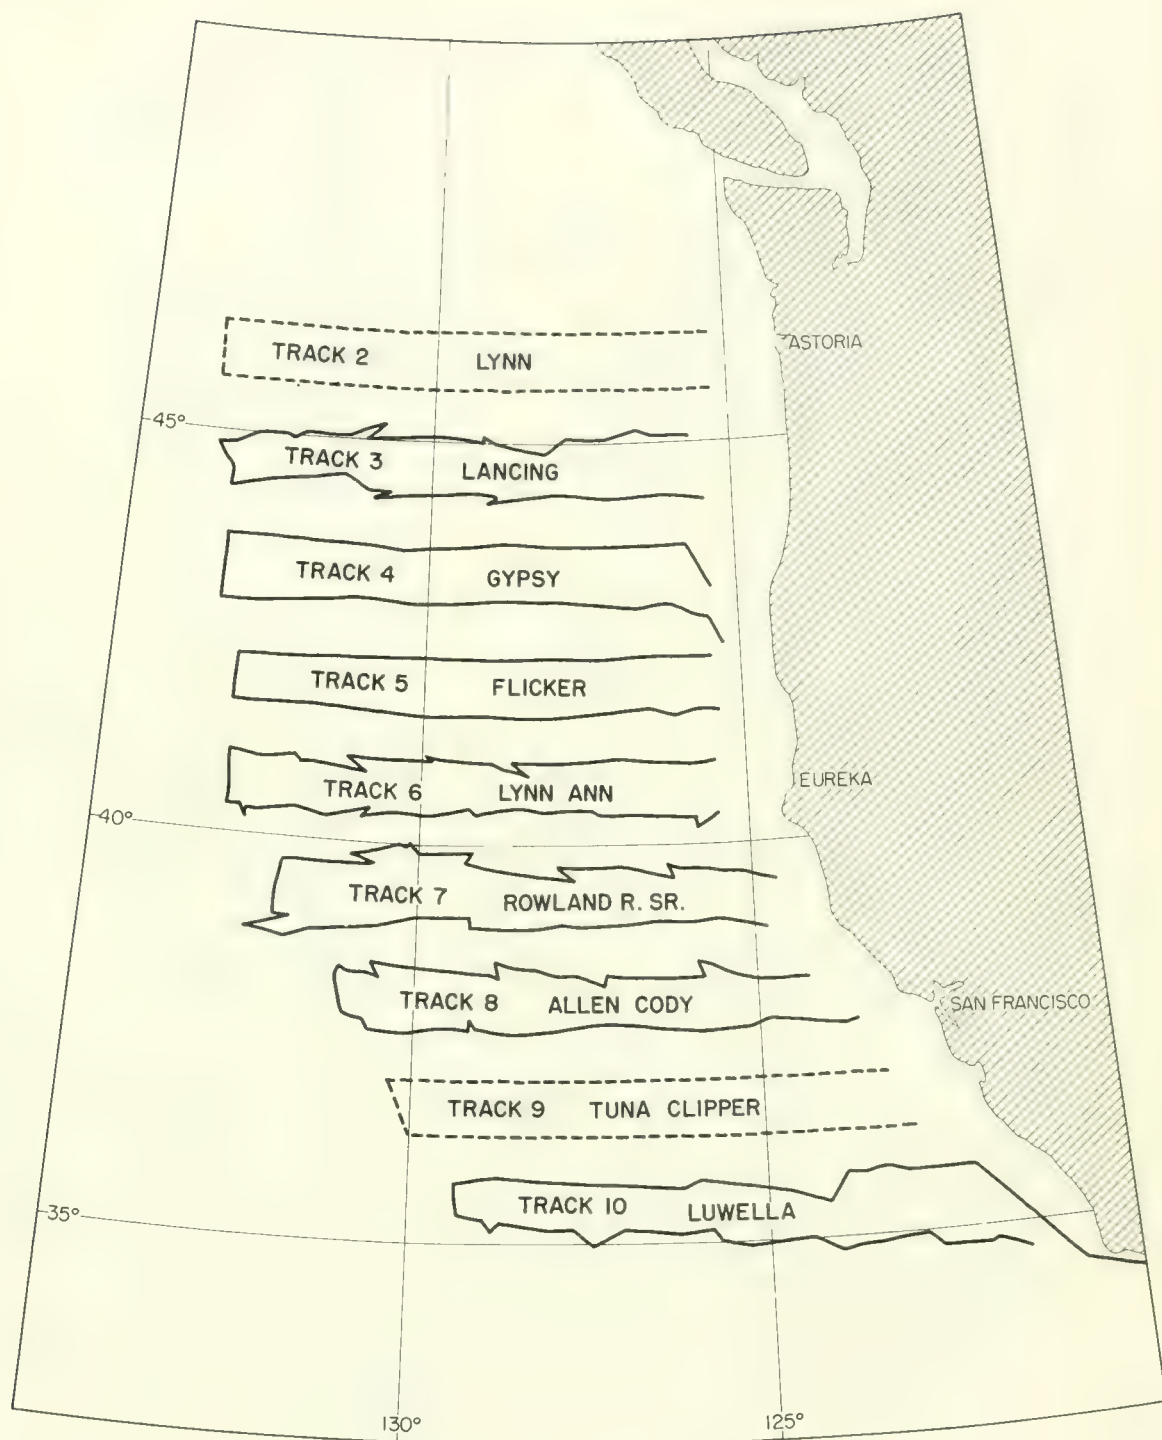 ASTORIA
TRACK 2 LYNN
45°
TRACK 3 LANCING
TRACK 4 GYPSY
TRACK 5 FLICKER
EUREKA
TRACK 6 LYNN ANN
40°
TRACK 7 ROWLAND R. SR.
TRACK 8 ALLEN CODY
SAN FRANCISCO
TRACK 9 TUNA CLIPPER
TRACK 10 LUWELLA
35°
130° 125°